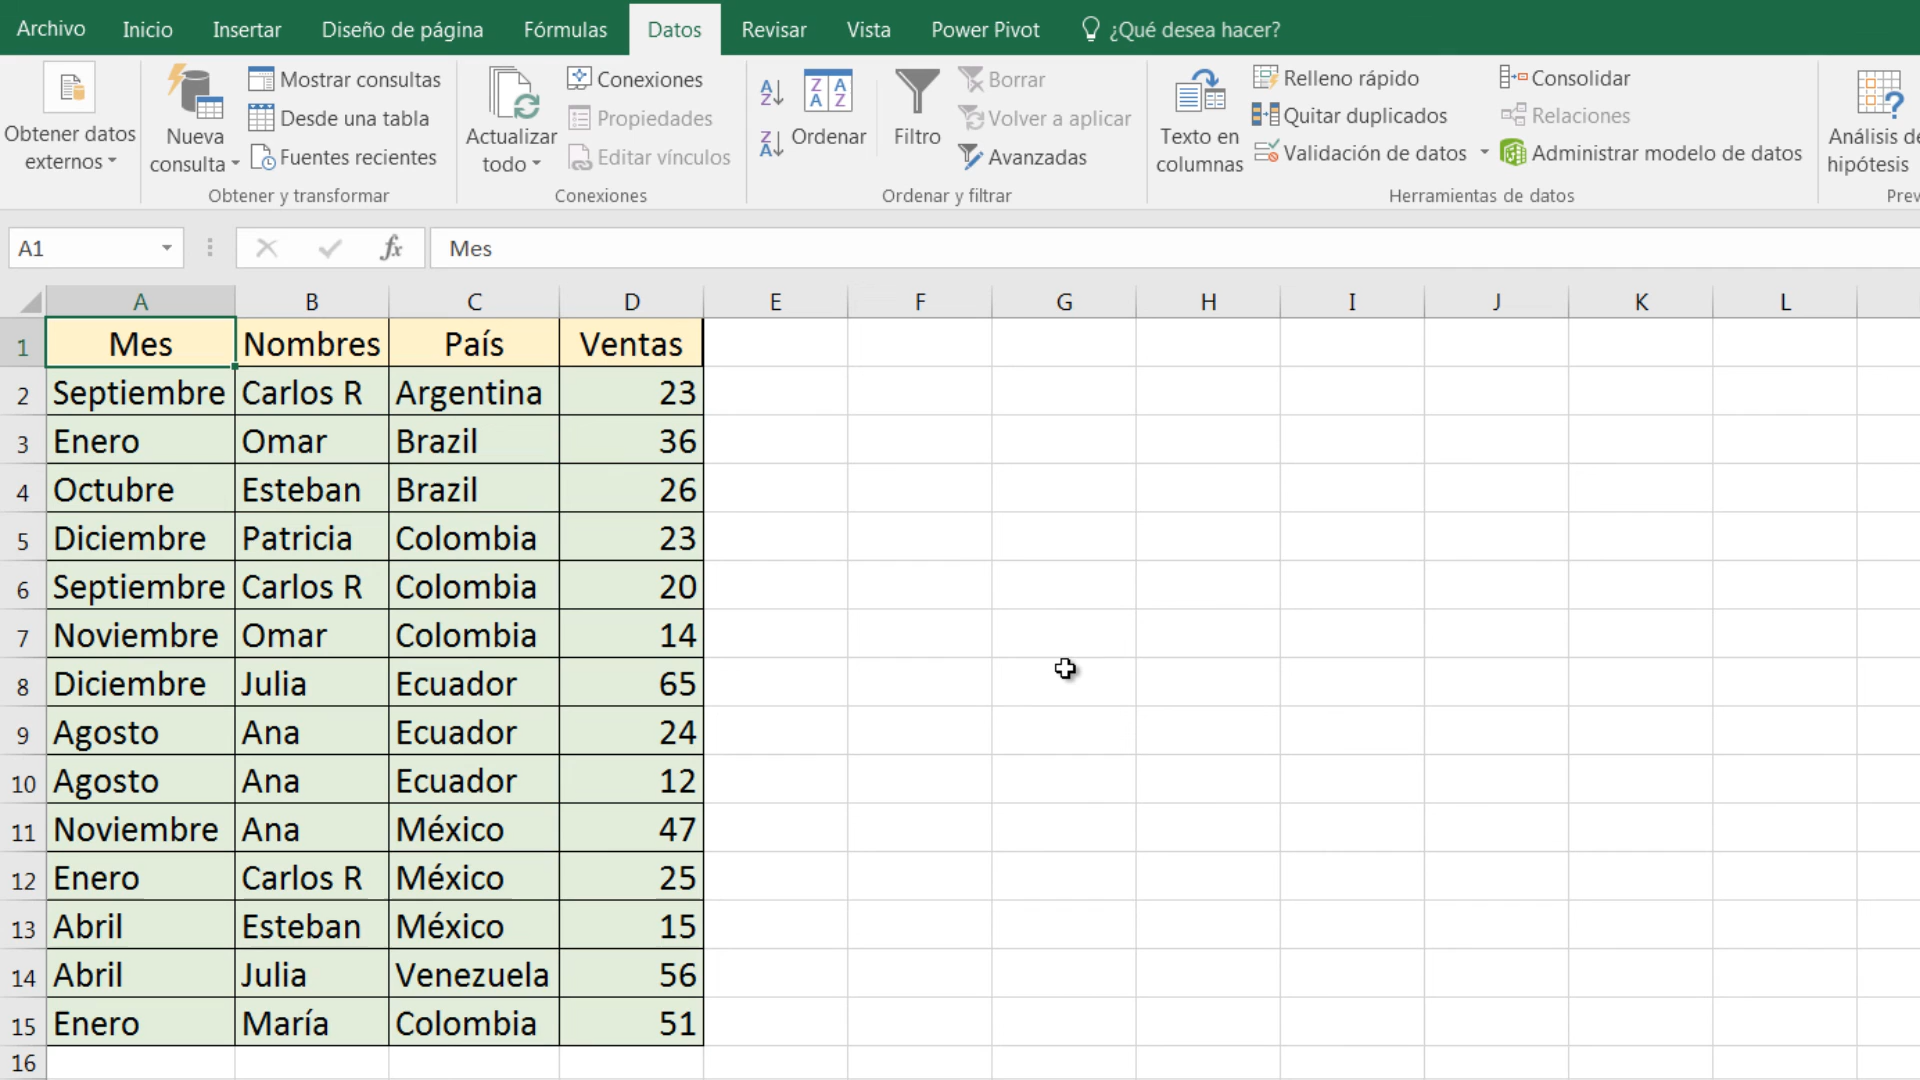 Archivo Inicio Insertar Diseño de página Fórmulas Datos Revisar Vista Power Pivot ¿Qué desea hacer?
Obtener datos externos
Nueva consulta
Mostrar consultas
Desde una tabla
Fuentes recientes
Obtener y transformar
Actualizar todo
Conexiones
Propiedades
Editar vínculos
Conexiones
Ordenar
Filtro
Borrar
Volver a aplicar
Avanzadas
Ordenar y filtrar
Texto en columnas
Relleno rápido
Quitar duplicados
Validación de datos
Consolidar
Relaciones
Administrar modelo de datos
Herramientas de datos
Análisis de
hipótesis
Prev
A1 fx Mes
A B C D E F G H I J K L
1 Mes Nombres País Ventas
2 Septiembre Carlos R Argentina 23
3 Enero Omar Brazil 36
4 Octubre Esteban Brazil 26
5 Diciembre Patricia Colombia 23
6 Septiembre Carlos R Colombia 20
7 Noviembre Omar Colombia 14
8 Diciembre Julia Ecuador 65
9 Agosto Ana Ecuador 24
10 Agosto Ana Ecuador 12
11 Noviembre Ana México 47
12 Enero Carlos R México 25
13 Abril Esteban México 15
14 Abril Julia Venezuela 56
15 Enero María Colombia 51
16